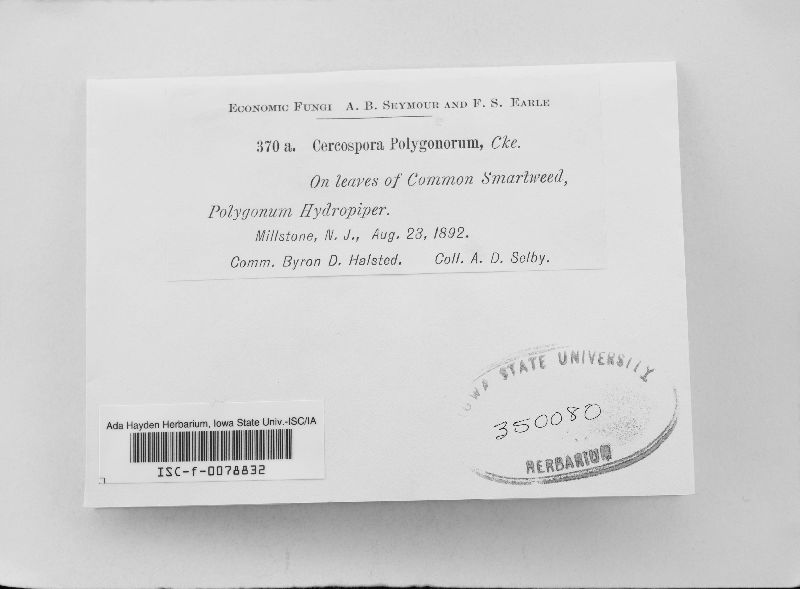 ECONOMIC FUNGI A. B. SEYMOUR AND F. S. EARLE
370 a. Cercospora Polygonorum, Cke.
On leaves of Common Smartweed,
Polygonum Hydropiper.
Millstone, N. J., Aug. 23, 1892.
Comm. Byron D. Halsted. Coll. A. D. Selby.
IOWA STATE UNIVERSITY
350080
HERBARIUM
Ada Hayden Herbarium, Iowa State Univ.-ISC/IA
ISC-f-0078832